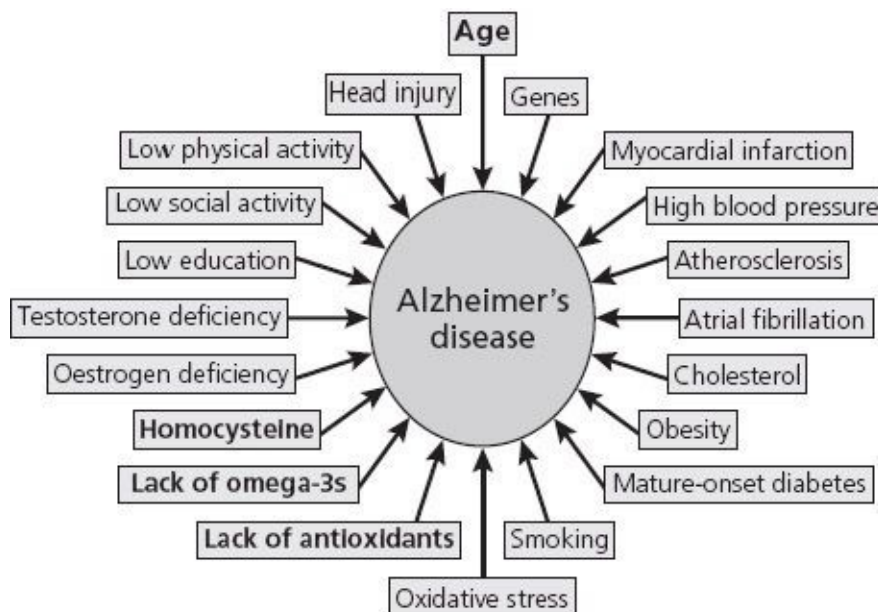 Age
Head injury
Genes
Low physical activity
Myocardial infarction
Low social activity
High blood pressure
Low education
Atherosclerosis
Alzheimer's
disease
Testosterone deficiency
Atrial fibrillation
Oestrogen deficiency
Cholesterol
Homocysteine
Obesity
Lack of omega-3s
Mature-onset diabetes
Lack of antioxidants
Smoking
Oxidative stress